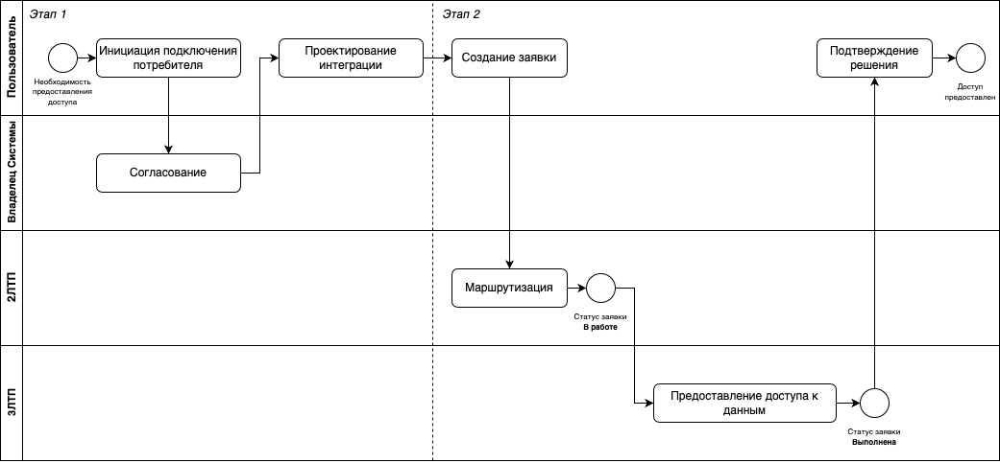 Этап 1
Этап 2
Пользователь
Инициация подключения
потребителя
Проектирование
интеграции
Создание заявки
Подтверждение
решения
Необходимость
предоставления
доступа
Доступ
предоставлен
Владелец Системы
Согласование
2ЛТП
Маршрутизация
Статус заявки
В работе
3ЛТП
Предоставление доступа к
данным
Статус заявки
Выполнена